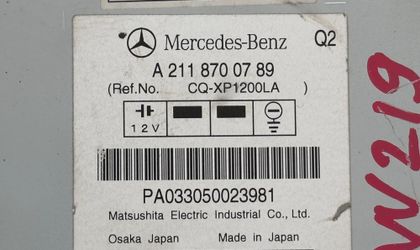 Mercedes-Benz Q2
A 211 870 07 89
(Ref.No. CQ-XP1200LA )
12V
PA033050023981
Matsushita Electric Industrial Co., Ltd.
Osaka Japan Made in Japan
W219